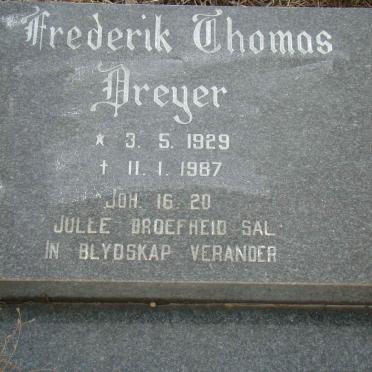 Frederik Thomas
Dreyer
* 3. 5. 1929
† 11. 1. 1987
JOH. 16. 20
JULLE DROEFHEID SAL
IN BLYDSKAP VERANDER